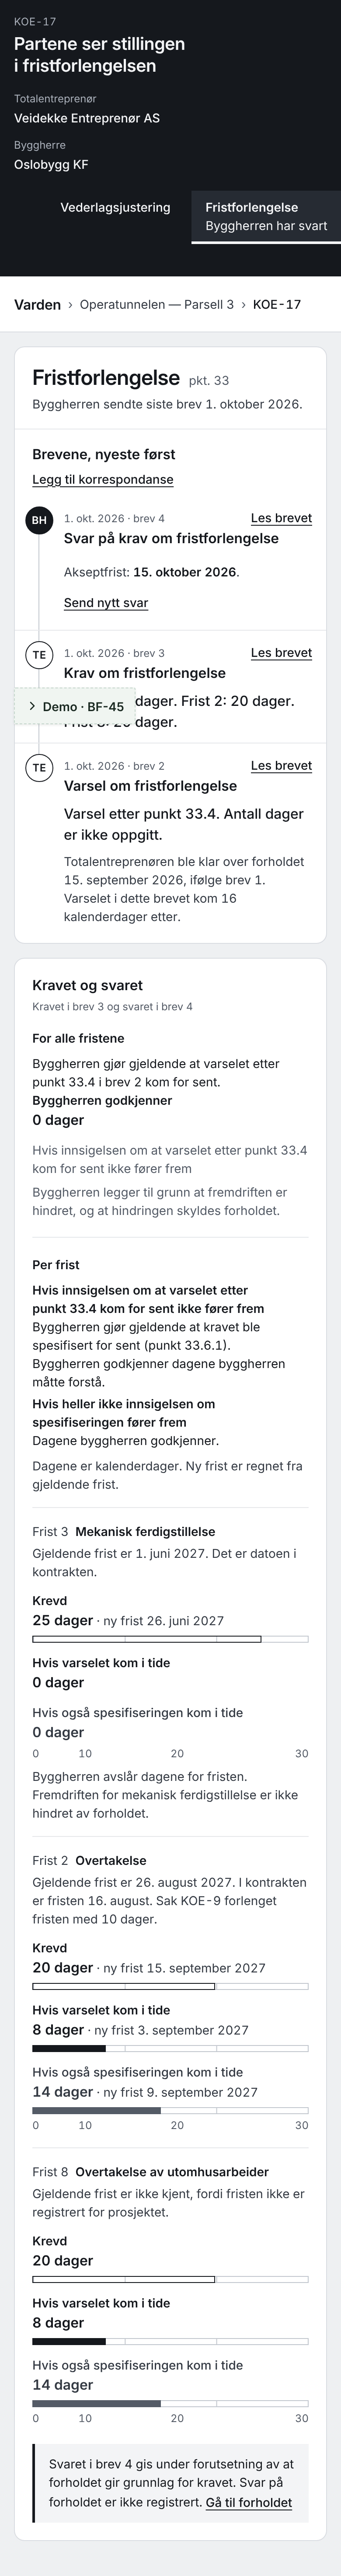 KOE-17
Partene ser stillingen
i fristforlengelsen
Totalentreprenør
Veidekke Entreprenør AS
Byggherre
Oslobygg KF
Vederlagsjustering
Fristforlengelse
Byggherren har svart
Varden › Operatunnelen — Parsell 3 › KOE-17
Fristforlengelse pkt. 33
Byggherren sendte siste brev 1. oktober 2026.
Brevene, nyeste først
Legg til korrespondanse
BH
1. okt. 2026 · brev 4
Les brevet
Svar på krav om fristforlengelse
Akseptfrist: 15. oktober 2026.
Send nytt svar
TE
1. okt. 2026 · brev 3
Les brevet
Krav om fristforlengelse
dager. Frist 2: 20 dager.
dager.
› Demo · BF-45
TE
1. okt. 2026 · brev 2
Les brevet
Varsel om fristforlengelse
Varsel etter punkt 33.4. Antall dager
er ikke oppgitt.
Totalentreprenøren ble klar over forholdet
15. september 2026, ifølge brev 1.
Varselet i dette brevet kom 16
kalenderdager etter.
Kravet og svaret
Kravet i brev 3 og svaret i brev 4
For alle fristene
Byggherren gjør gjeldende at varselet etter
punkt 33.4 i brev 2 kom for sent.
Byggherren godkjenner
0 dager
Hvis innsigelsen om at varselet etter punkt 33.4
kom for sent ikke fører frem
Byggherren legger til grunn at fremdriften er
hindret, og at hindringen skyldes forholdet.
Per frist
Hvis innsigelsen om at varselet etter
punkt 33.4 kom for sent ikke fører frem
Byggherren gjør gjeldende at kravet ble
spesifisert for sent (punkt 33.6.1).
Byggherren godkjenner dagene byggherren
måtte forstå.
Hvis heller ikke innsigelsen om
spesifiseringen fører frem
Dagene byggherren godkjenner.
Dagene er kalenderdager. Ny frist er regnet fra
gjeldende frist.
Frist 3 Mekanisk ferdigstillelse
Gjeldende frist er 1. juni 2027. Det er datoen i
kontrakten.
Krevd
25 dager · ny frist 26. juni 2027
Hvis varselet kom i tide
0 dager
Hvis også spesifiseringen kom i tide
0 dager
0 10 20 30
Byggherren avslår dagene for fristen.
Fremdriften for mekanisk ferdigstillelse er ikke
hindret av forholdet.
Frist 2 Overtakelse
Gjeldende frist er 26. august 2027. I kontrakten
er fristen 16. august. Sak KOE-9 forlenget
fristen med 10 dager.
Krevd
20 dager · ny frist 15. september 2027
Hvis varselet kom i tide
8 dager · ny frist 3. september 2027
Hvis også spesifiseringen kom i tide
14 dager · ny frist 9. september 2027
0 10 20 30
Frist 8 Overtakelse av utomhusarbeider
Gjeldende frist er ikke kjent, fordi fristen ikke er
registrert for prosjektet.
Krevd
20 dager
Hvis varselet kom i tide
8 dager
Hvis også spesifiseringen kom i tide
14 dager
0 10 20 30
Svaret i brev 4 gis under forutsetning av at
forholdet gir grunnlag for kravet. Svar på
forholdet er ikke registrert. Gå til forholdet